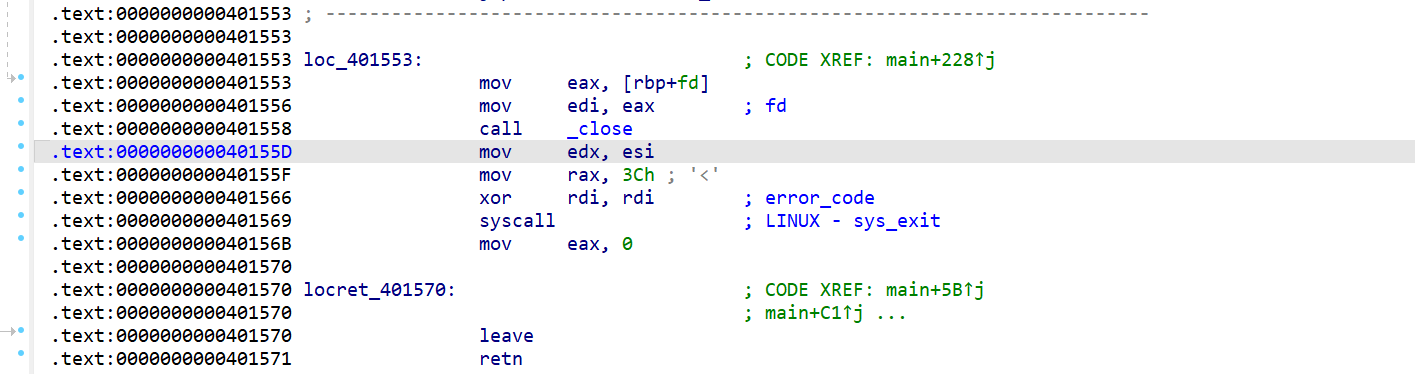 .text:0000000000401553 ; ---------------------------------------------------------------------------
.text:0000000000401553
.text:0000000000401553 loc_401553: ; CODE XREF: main+228↑j
.text:0000000000401553 mov eax, [rbp+fd]
.text:0000000000401556 mov edi, eax ; fd
.text:0000000000401558 call _close
.text:000000000040155D mov edx, esi
.text:000000000040155F mov rax, 3Ch ; '<'
.text:0000000000401566 xor rdi, rdi ; error_code
.text:0000000000401569 syscall ; LINUX - sys_exit
.text:000000000040156B mov eax, 0
.text:0000000000401570
.text:0000000000401570 locret_401570: ; CODE XREF: main+5B↑j
.text:0000000000401570 ; main+C1↑j ...
.text:0000000000401570 leave
.text:0000000000401571 retn